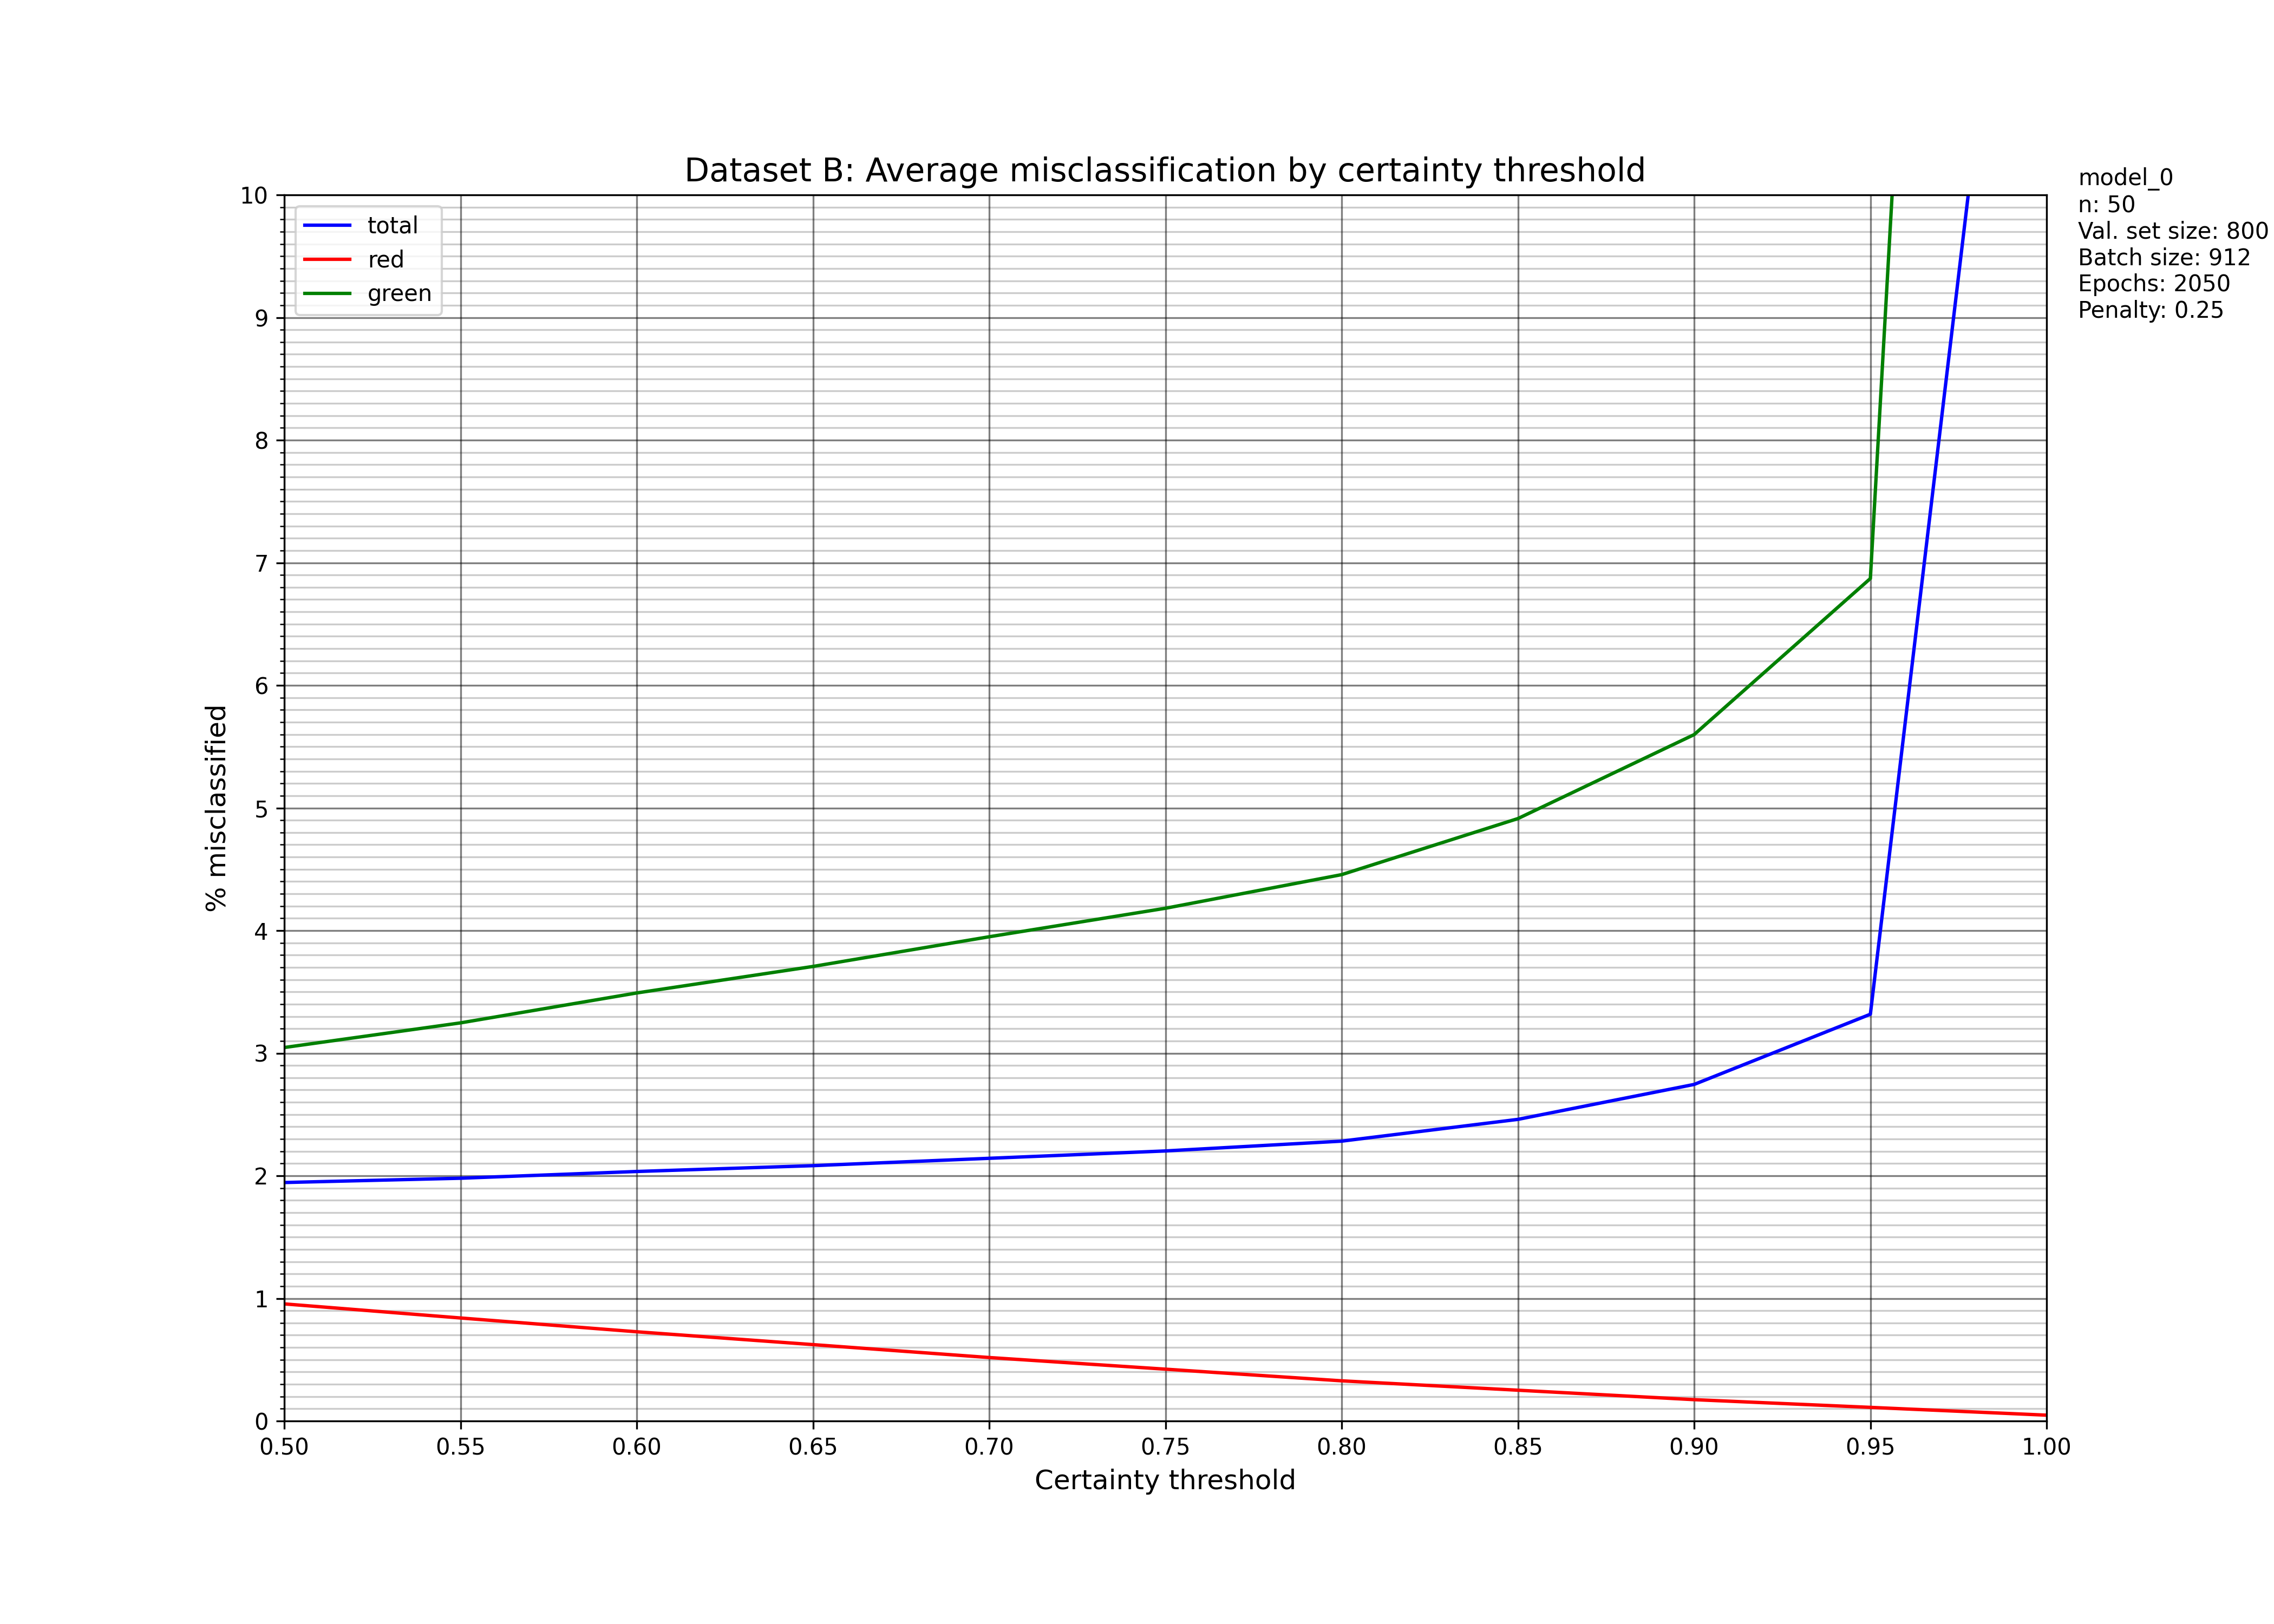 Dataset B: Average misclassification by certainty threshold
model_0
n: 50
Val. set size: 800
Batch size: 912
Epochs: 2050
Penalty: 0.25
total
red
green
% misclassified
10
9
8
7
6
5
4
3
2
1
0
0.50 0.55 0.60 0.65 0.70 0.75 0.80 0.85 0.90 0.95 1.00
Certainty threshold